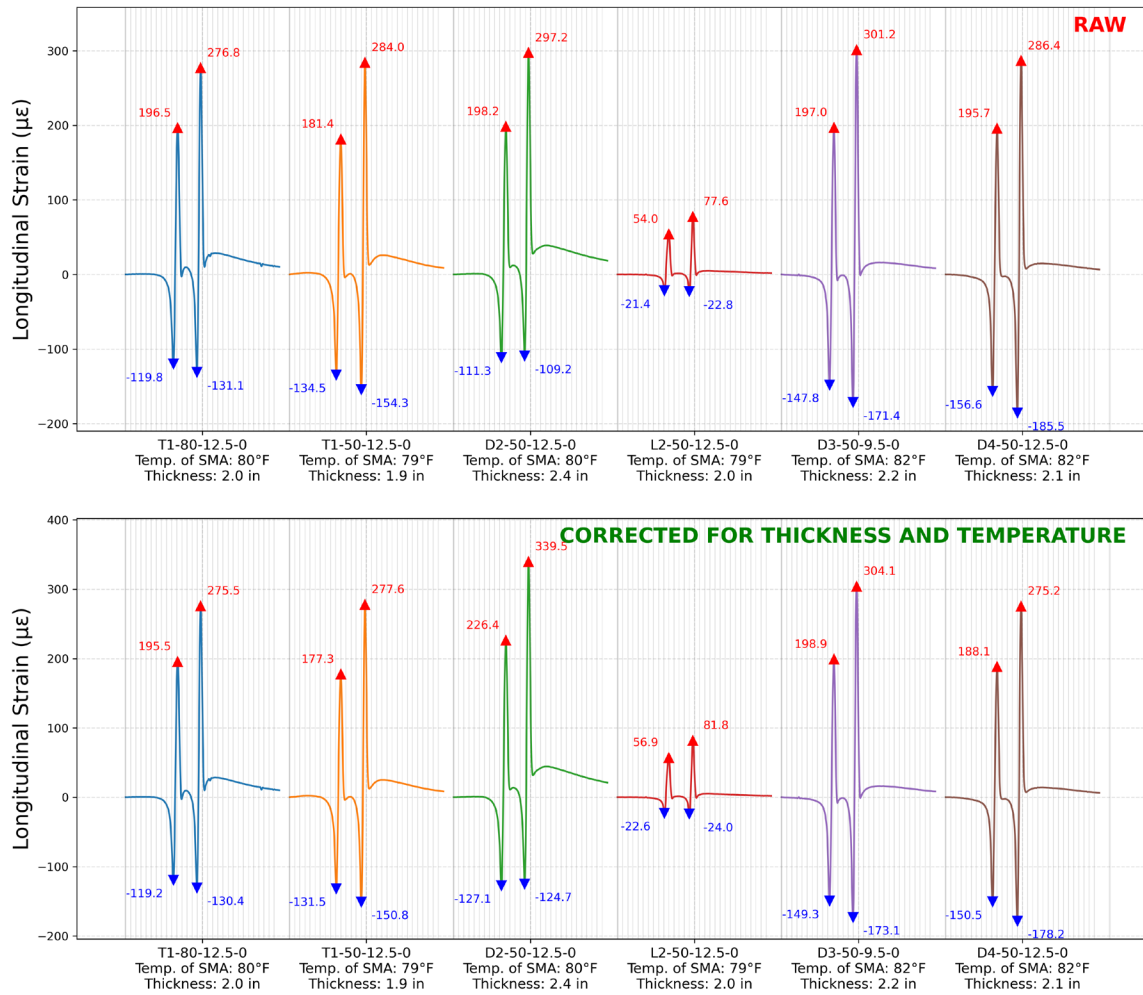 RAW
Longitudinal Strain (με)
300
200
100
0
−100
−200
196.5
276.8
-119.8
-131.1
181.4
284.0
-134.5
-154.3
198.2
297.2
-111.3
-109.2
54.0
77.6
-21.4
-22.8
197.0
301.2
-147.8
-171.4
195.7
286.4
-156.6
-185.5
T1-80-12.5-0
Temp. of SMA: 80°F
Thickness: 2.0 in
T1-50-12.5-0
Temp. of SMA: 79°F
Thickness: 1.9 in
D2-50-12.5-0
Temp. of SMA: 80°F
Thickness: 2.4 in
L2-50-12.5-0
Temp. of SMA: 79°F
Thickness: 2.0 in
D3-50-9.5-0
Temp. of SMA: 82°F
Thickness: 2.2 in
D4-50-12.5-0
Temp. of SMA: 82°F
Thickness: 2.1 in
CORRECTED FOR THICKNESS AND TEMPERATURE
Longitudinal Strain (με)
400
300
200
100
0
−100
−200
195.5
275.5
-119.2
-130.4
177.3
277.6
-131.5
-150.8
226.4
339.5
-127.1
-124.7
56.9
81.8
-22.6
-24.0
198.9
304.1
-149.3
-173.1
188.1
275.2
-150.5
-178.2
T1-80-12.5-0
Temp. of SMA: 80°F
Thickness: 2.0 in
T1-50-12.5-0
Temp. of SMA: 79°F
Thickness: 1.9 in
D2-50-12.5-0
Temp. of SMA: 80°F
Thickness: 2.4 in
L2-50-12.5-0
Temp. of SMA: 79°F
Thickness: 2.0 in
D3-50-9.5-0
Temp. of SMA: 82°F
Thickness: 2.2 in
D4-50-12.5-0
Temp. of SMA: 82°F
Thickness: 2.1 in